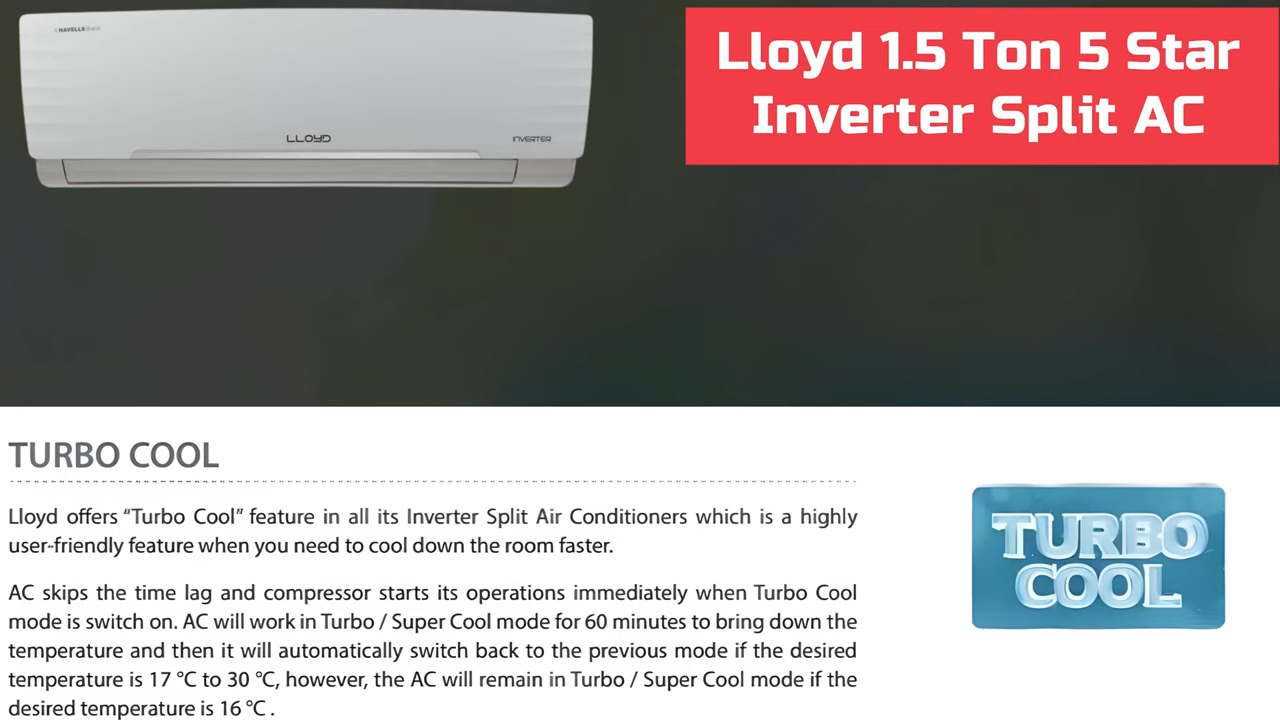 A HAVELLS Brand
LLOYD
INVERTER
Lloyd 1.5 Ton 5 Star
Inverter Split AC
TURBO COOL
Lloyd offers “Turbo Cool” feature in all its Inverter Split Air Conditioners which is a highly
user-friendly feature when you need to cool down the room faster.
AC skips the time lag and compressor starts its operations immediately when Turbo Cool
mode is switch on. AC will work in Turbo / Super Cool mode for 60 minutes to bring down the
temperature and then it will automatically switch back to the previous mode if the desired
temperature is 17 °C to 30 °C, however, the AC will remain in Turbo / Super Cool mode if the
desired temperature is 16 °C .
TURBO
COOL